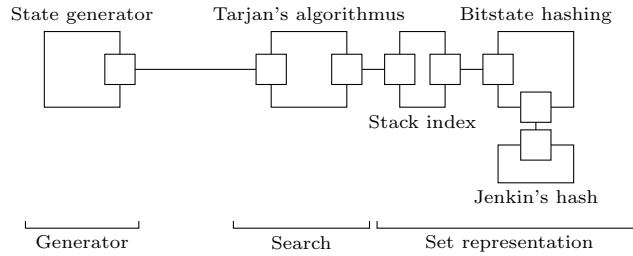 State generator
Tarjan's algorithmus
Bitstate hashing
Stack index
Jenkin's hash
Generator
Search
Set representation